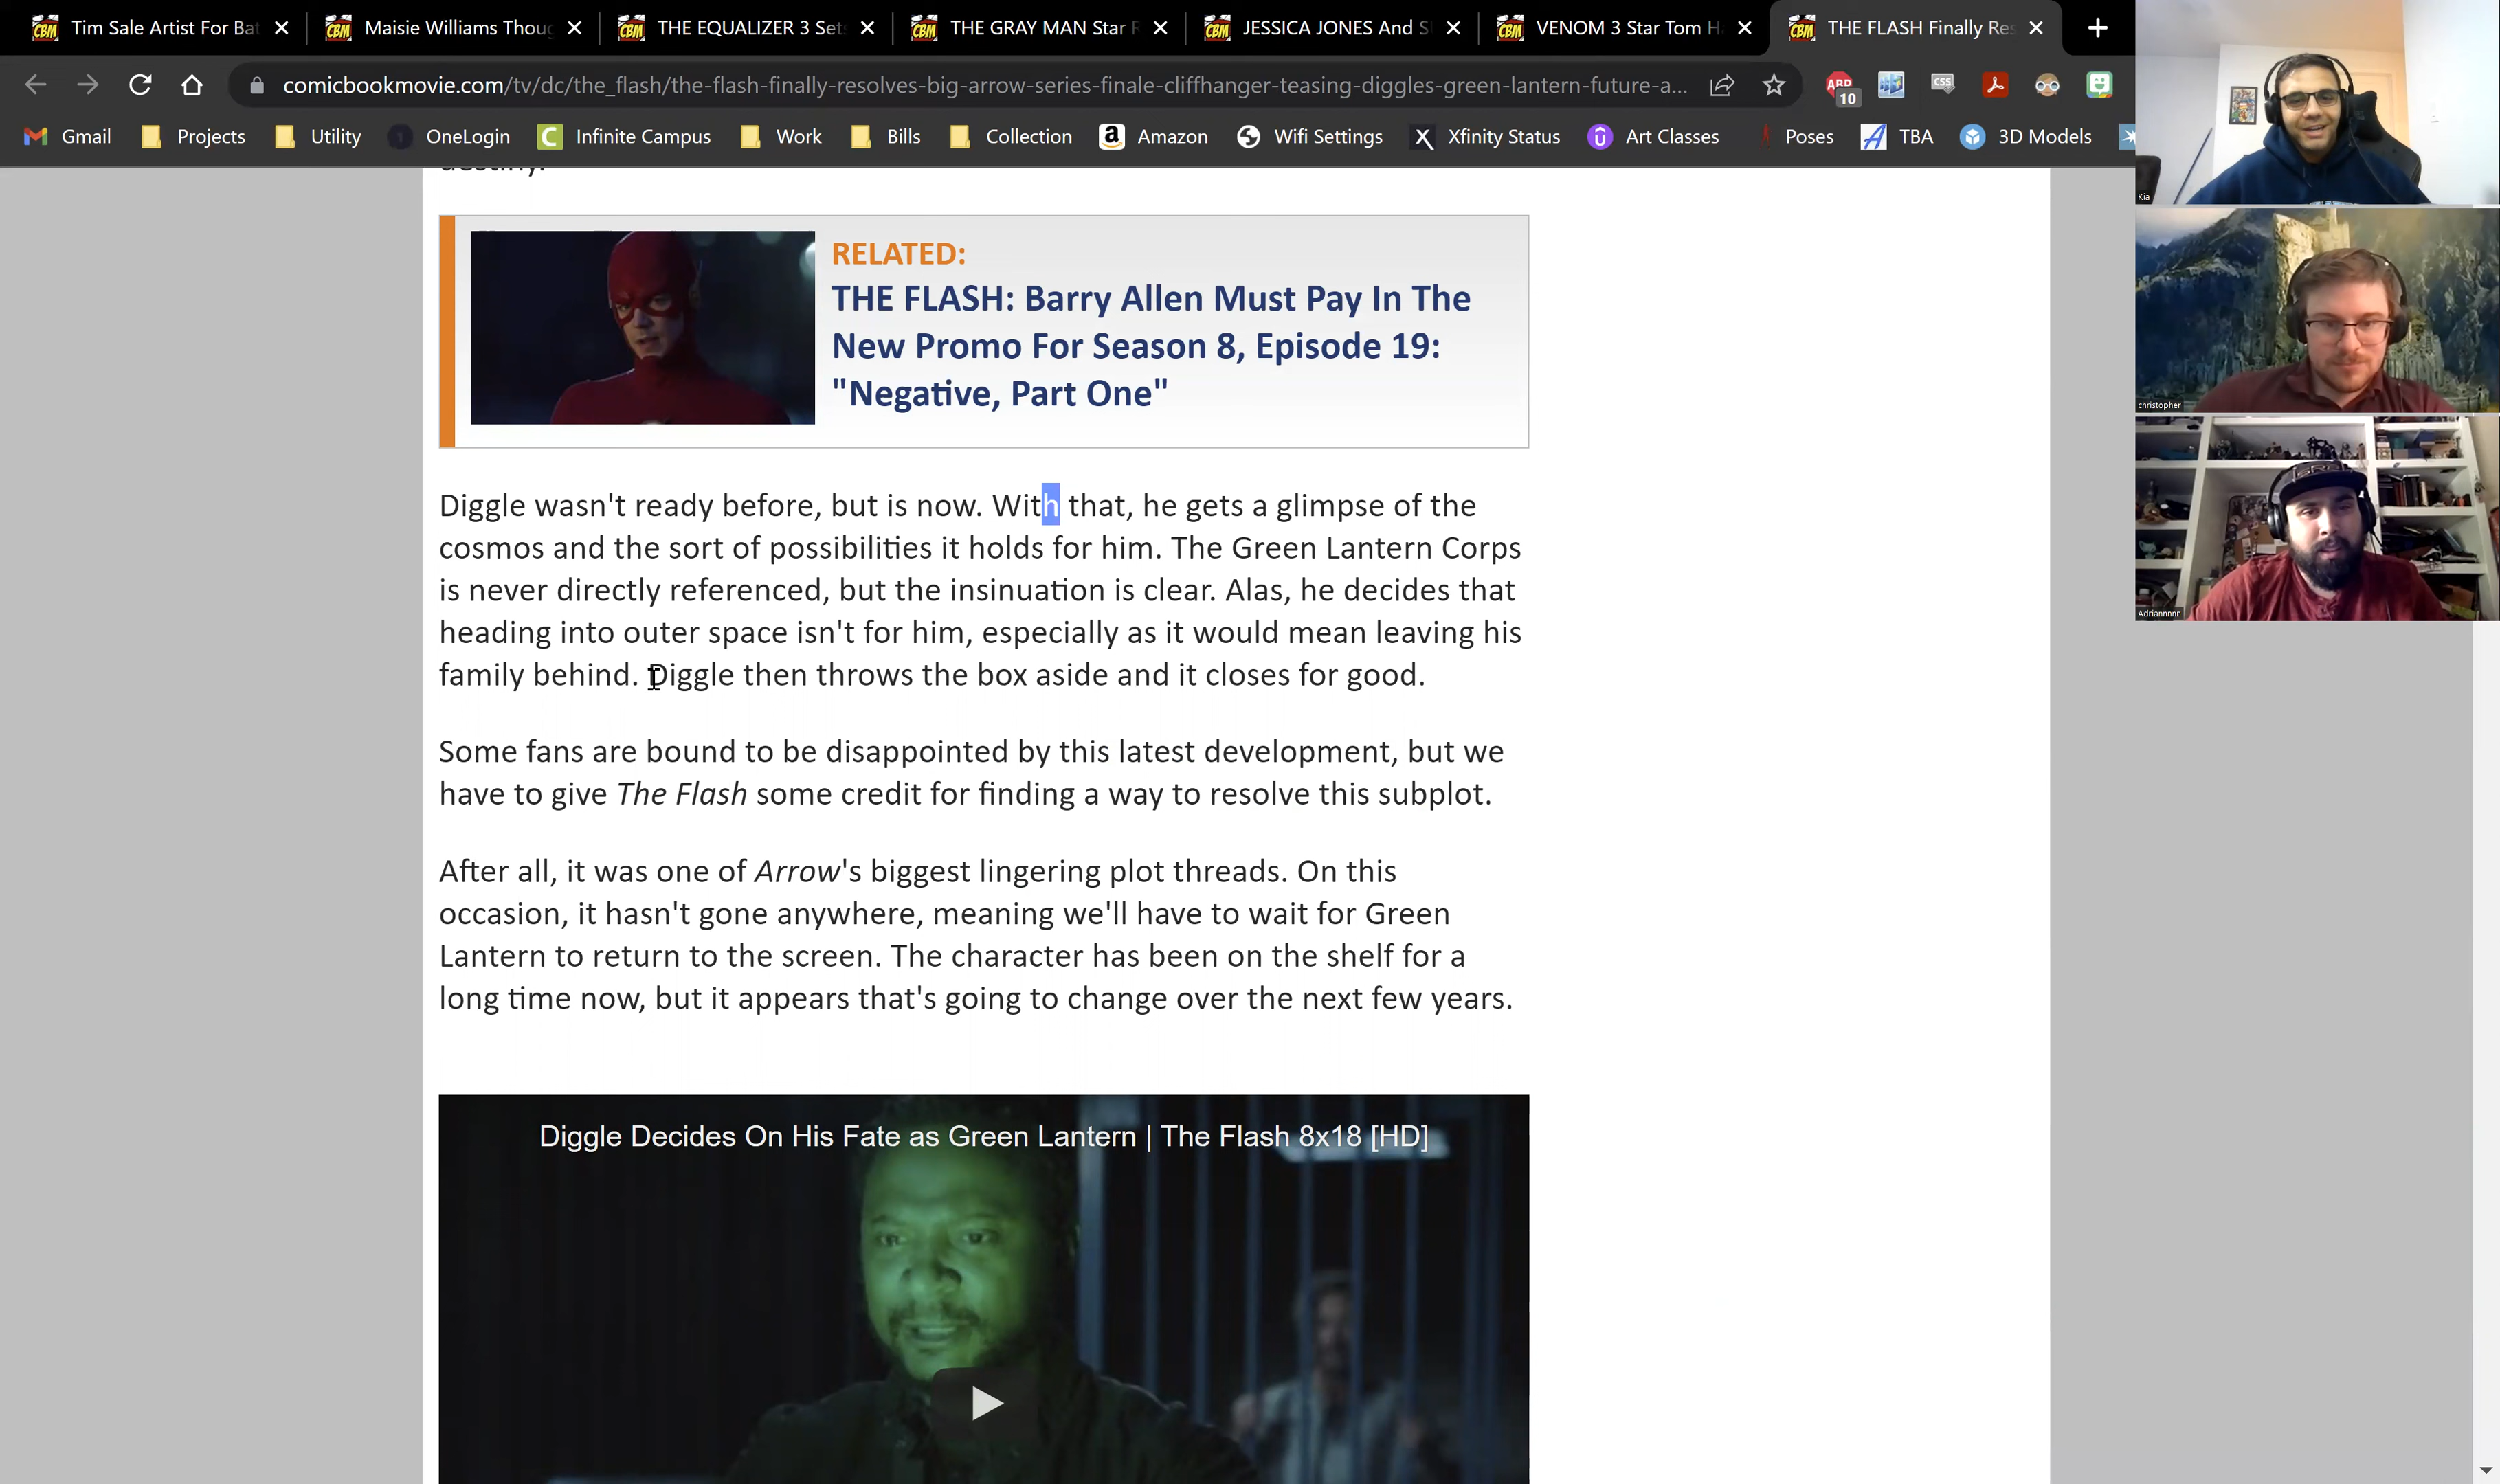 Tim Sale Artist For Bat
Maisie Williams Thoug
THE EQUALIZER 3 Set
THE GRAY MAN Star R
JESSICA JONES And S
VENOM 3 Star Tom H
THE FLASH Finally Res
comicbookmovie.com/tv/dc/the_flash/the-flash-finally-resolves-big-arrow-series-finale-cliffhanger-teasing-diggles-green-lantern-future-a...
ABP
10
CSS
Gmail
Projects
Utility
OneLogin
Infinite Campus
Work
Bills
Collection
Amazon
Wifi Settings
Xfinity Status
Art Classes
Poses
TBA
3D Models
destiny.
RELATED:
THE FLASH: Barry Allen Must Pay In The
New Promo For Season 8, Episode 19:
"Negative, Part One"
Diggle wasn't ready before, but is now. With that, he gets a glimpse of the
cosmos and the sort of possibilities it holds for him. The Green Lantern Corps
is never directly referenced, but the insinuation is clear. Alas, he decides that
heading into outer space isn't for him, especially as it would mean leaving his
family behind. Diggle then throws the box aside and it closes for good.
Some fans are bound to be disappointed by this latest development, but we
have to give The Flash some credit for finding a way to resolve this subplot.
After all, it was one of Arrow's biggest lingering plot threads. On this
occasion, it hasn't gone anywhere, meaning we'll have to wait for Green
Lantern to return to the screen. The character has been on the shelf for a
long time now, but it appears that's going to change over the next few years.
Diggle Decides On His Fate as Green Lantern | The Flash 8x18 [HD]
Kia
christopher
Adriannnnn